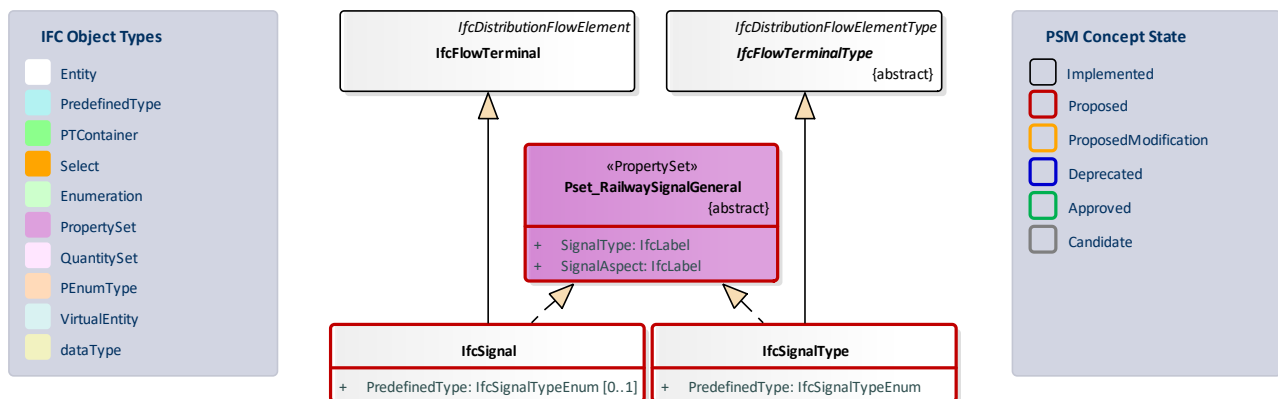 IFC Object Types
Entity
PredefinedType
PTContainer
Select
Enumeration
PropertySet
QuantitySet
PEnumType
VirtualEntity
dataType
IfcDistributionFlowElement
IfcFlowTerminal
IfcDistributionFlowElementType
IfcFlowTerminalType
{abstract}
«PropertySet»
Pset_RailwaySignalGeneral
{abstract}
+ SignalType: IfcLabel
+ SignalAspect: IfcLabel
IfcSignal
+ PredefinedType: IfcSignalTypeEnum [0..1]
IfcSignalType
+ PredefinedType: IfcSignalTypeEnum
PSM Concept State
Implemented
Proposed
ProposedModification
Deprecated
Approved
Candidate